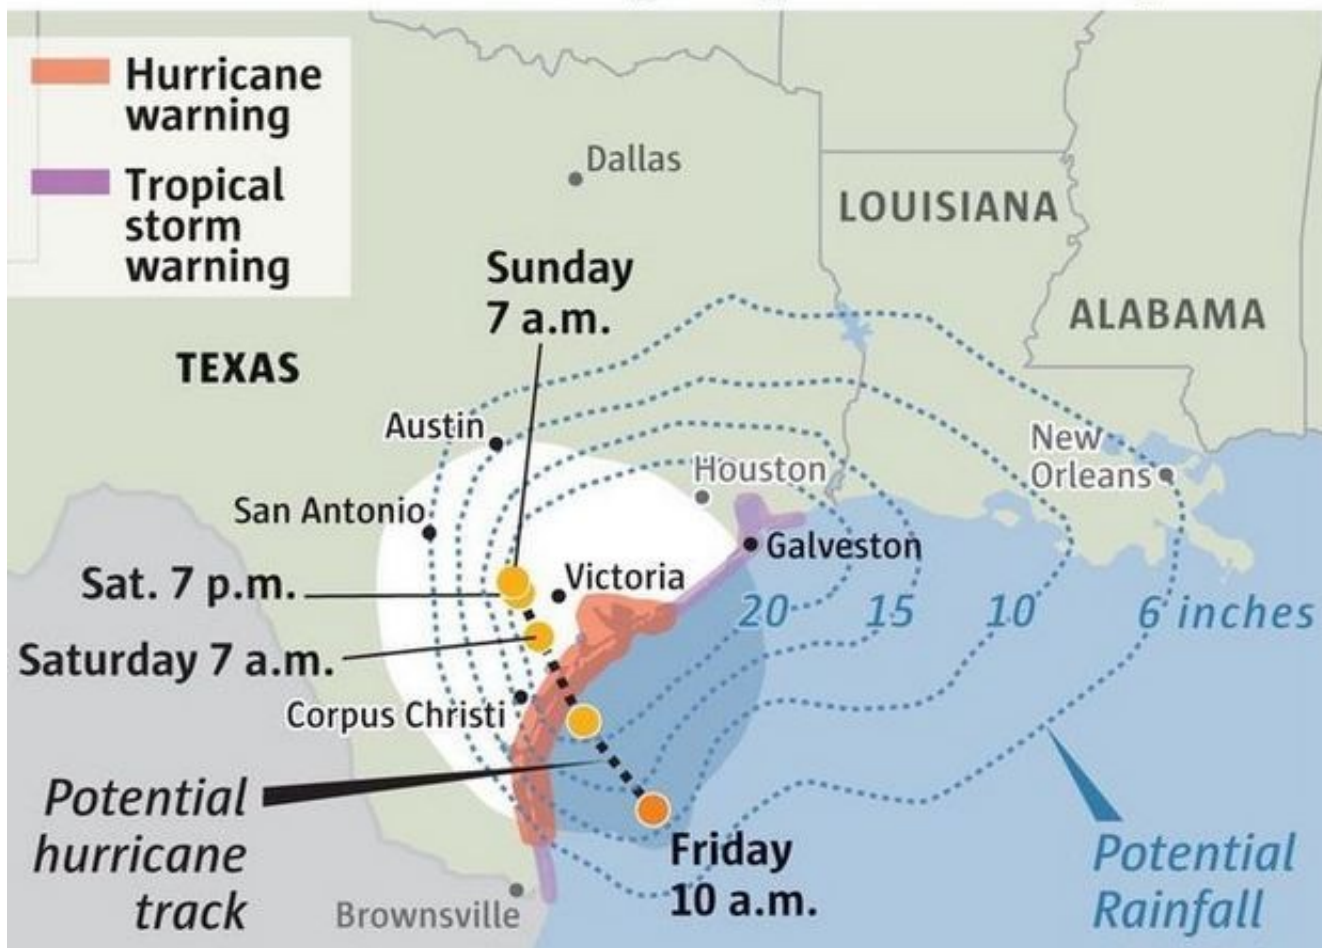 Hurricane
warning
Tropical
storm
warning
Dallas
LOUISIANA
Sunday
7 a.m.
ALABAMA
TEXAS
Austin
New
Orleans
Houston
San Antonio
Galveston
Sat. 7 p.m.
Victoria
20 15 10 6 inches
Saturday 7 a.m.
Corpus Christi
Potential
hurricane
track
Friday
10 a.m.
Potential
Rainfall
Brownsville